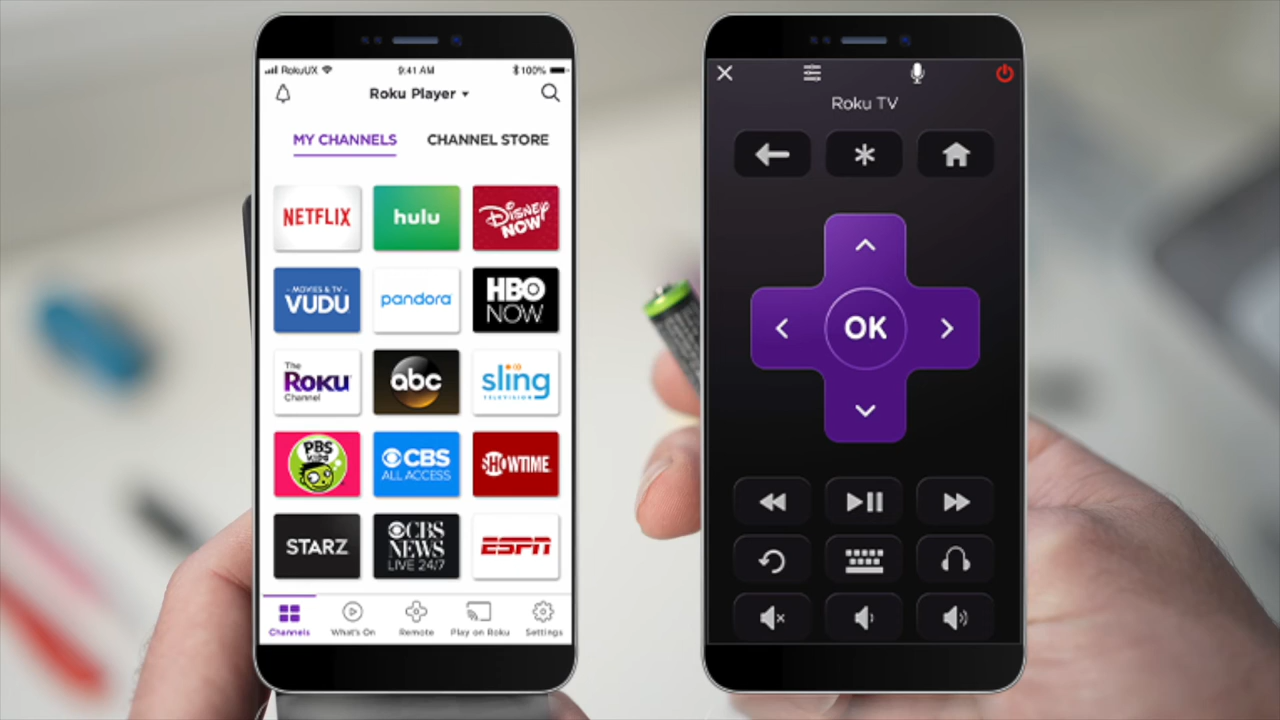 RokuUX
9:41 AM
100%
Roku Player
MY CHANNELS
CHANNEL STORE
NETFLIX
hulu
DISNEY
NOW
MOVIES & TV
VUDU
pandora
HBO
NOW
The
Roku
Channel
abc
sling
TELEVISION
PBS
KIDS
CBS
ALL ACCESS
SHOWTIME
STARZ
CBS
NEWS
LIVE 24/7
ESPN
Channels
What's On
Remote
Play on Roku
Settings
Roku TV
OK